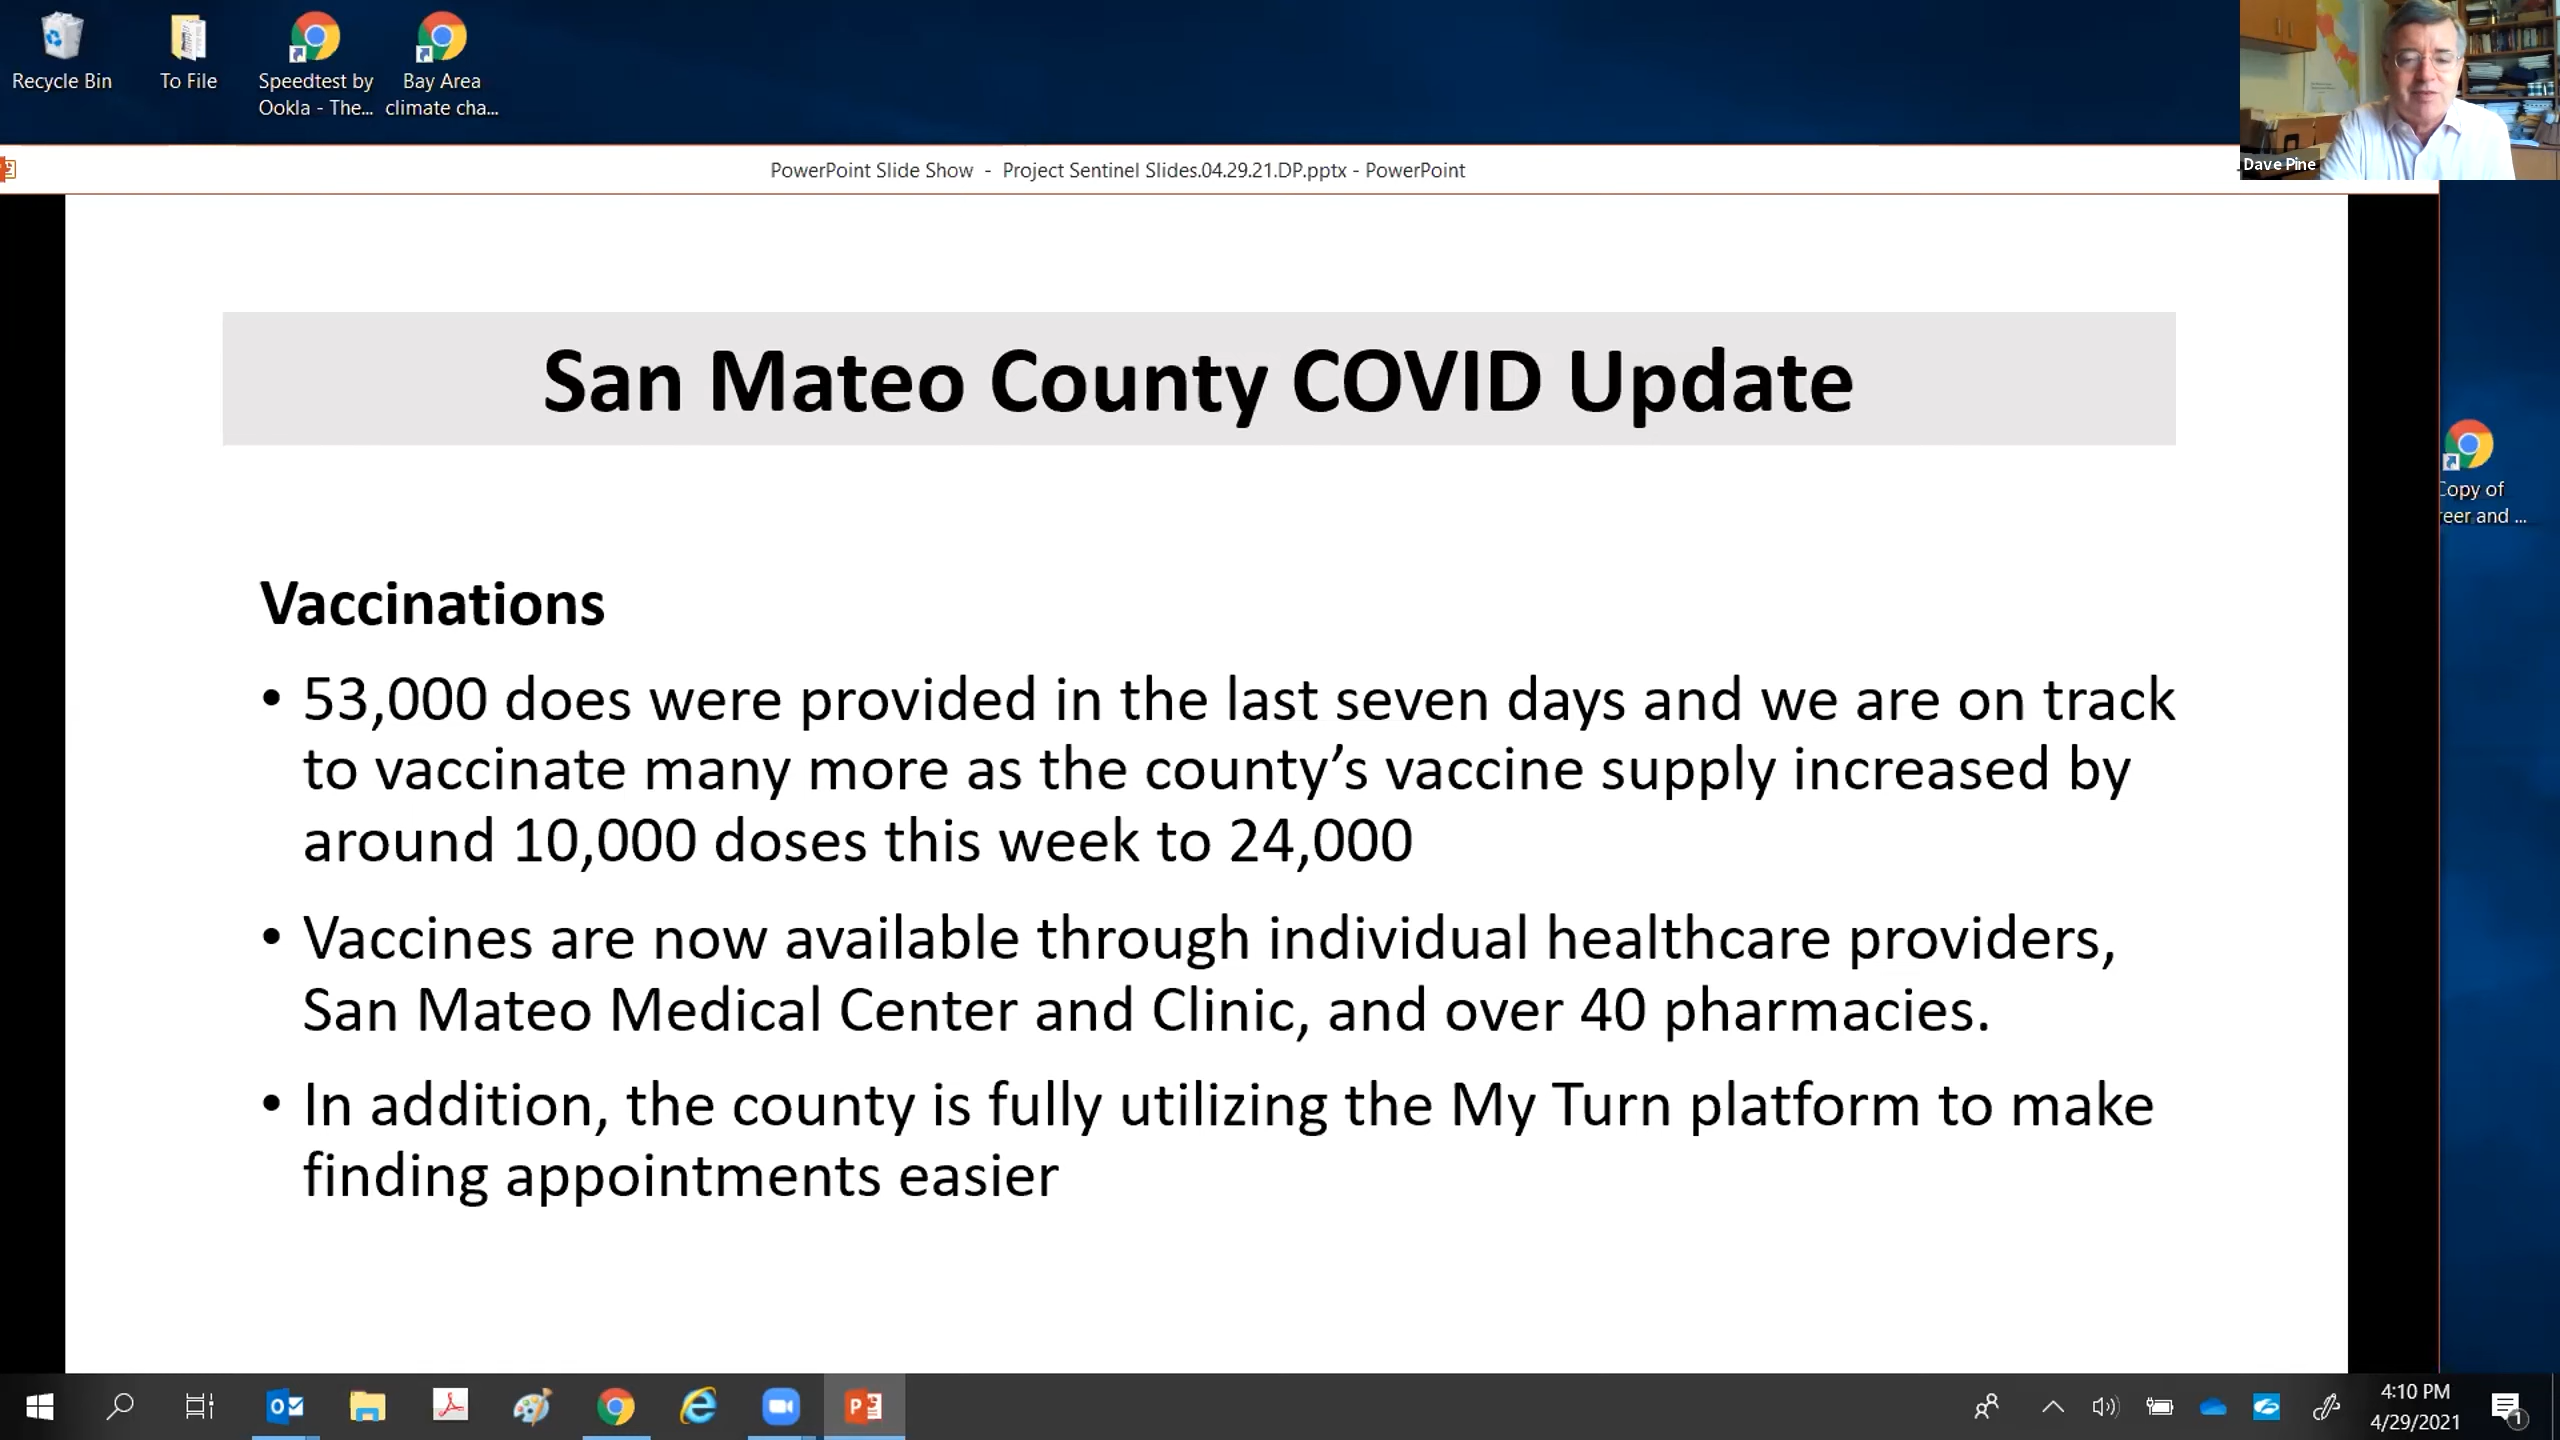 Recycle Bin
To File
Speedtest by
Ookla - The...
Bay Area
climate cha...
Dave Pine
PowerPoint Slide Show - Project Sentinel Slides.04.29.21.DP.pptx - PowerPoint
San Mateo County COVID Update
Copy of
reer and ...
Vaccinations
• 53,000 does were provided in the last seven days and we are on track
to vaccinate many more as the county’s vaccine supply increased by
around 10,000 doses this week to 24,000
• Vaccines are now available through individual healthcare providers,
San Mateo Medical Center and Clinic, and over 40 pharmacies.
• In addition, the county is fully utilizing the My Turn platform to make
finding appointments easier
4:10 PM
4/29/2021
1